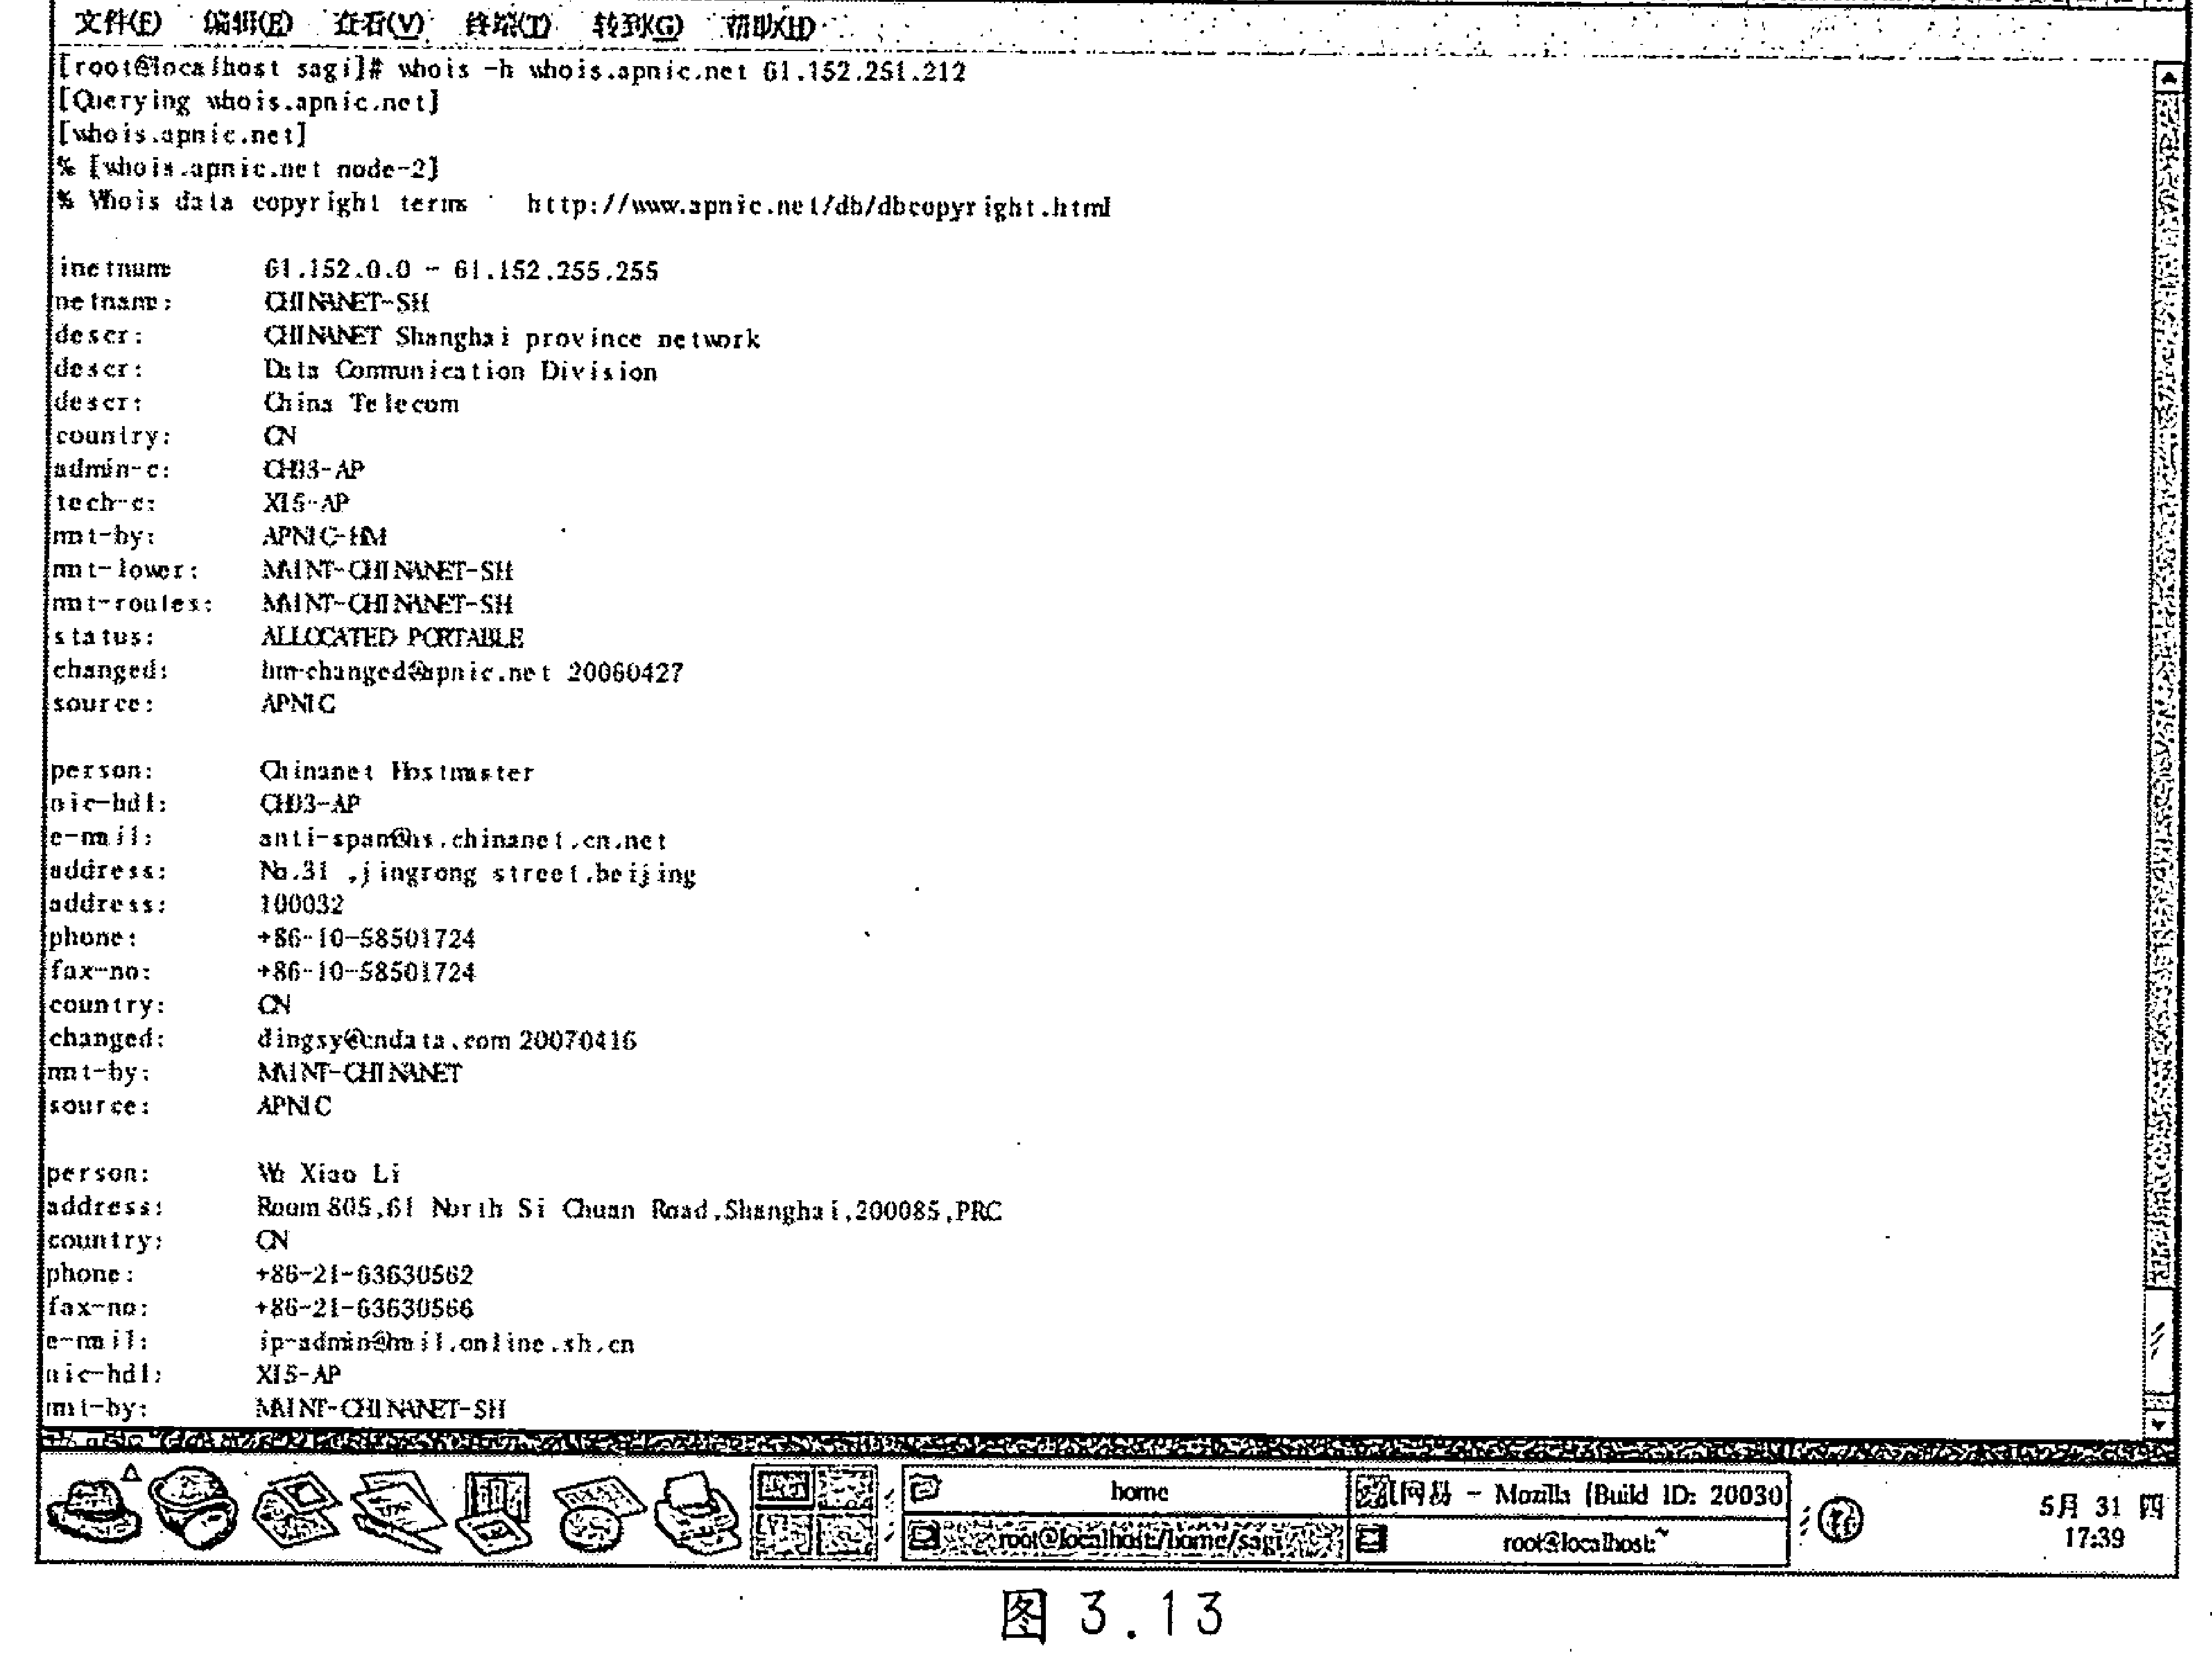 文件(F) 编辑(E) 查看(V) 终端(T) 转到(G) 帮助(H)
[root@localhost sagi]# whois -h whois.apnic.net 61.152.251.212
[Querying whois.apnic.net]
[whois.apnic.net]
% [whois.apnic.net node-2]
% Whois data copyright terms http://www.apnic.net/db/dbcopyright.html
inetnum: 61.152.0.0 - 61.152.255.255
netname: CHINANET-SH
descr: CHINANET Shanghai province network
descr: Data Communication Division
descr: China Telecom
country: CN
admin-c: CH93-AP
tech-c: XI5-AP
mnt-by: APNIC-HM
mnt-lower: MAINT-CHINANET-SH
mnt-routes: MAINT-CHINANET-SH
status: ALLOCATED PORTABLE
changed: hm-changed@apnic.net 20060427
source: APNIC
person: Chinanet Hostmaster
nic-hdl: CH93-AP
e-mail: anti-spam@ns.chinanet.cn.net
address: No.31 ,jingrong street,beijing
address: 100032
phone: +86-10-58501724
fax-no: +86-10-58501724
country: CN
changed: dingsy@cndata.com 20070416
mnt-by: MAINT-CHINANET
source: APNIC
person: Wu Xiao Li
address: Room 805,61 North Si Chuan Road,Shanghai,200085,PRC
country: CN
phone: +86-21-63630562
fax-no: +86-21-63630566
e-mail: ip-admin@mail.online.sh.cn
nic-hdl: XI5-AP
mnt-by: MAINT-CHINANET-SH
home
网易 - Mozilla {Build ID: 20030
root@localhost:/home/sagi
root@localhost:~
5月 31 四
17:39
图 3.13